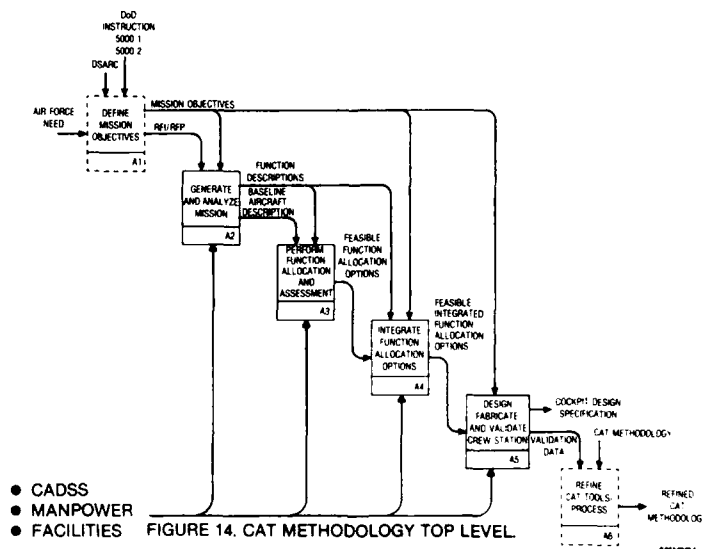 DoD
INSTRUCTION
5000 1
5000 2
DSARC
AIR FORCE
NEED
DEFINE
MISSION
OBJECTIVES
A1
MISSION OBJECTIVES
RFI/RFP
GENERATE
AND ANALYZE
MISSION
A2
FUNCTION
DESCRIPTIONS
BASELINE
AIRCRAFT
DESCRIPTION
PERFORM
FUNCTION
ALLOCATION
AND
ASSESSMENT
A3
FEASIBLE
FUNCTION
ALLOCATION
OPTIONS
INTEGRATE
FUNCTION
ALLOCATION
OPTIONS
A4
FEASIBLE
INTEGRATED
FUNCTION
ALLOCATION
OPTIONS
DESIGN
FABRICATE
AND VALIDATE
CREW STATION
A5
COCKPIT DESIGN
SPECIFICATION
VALIDATION
DATA
CAT METHODOLOGY
REFINE
CAT TOOLS-
PROCESS
A6
REFINED
CAT
METHODOLOG
● CADSS
● MANPOWER
● FACILITIES
FIGURE 14. CAT METHODOLOGY TOP LEVEL.